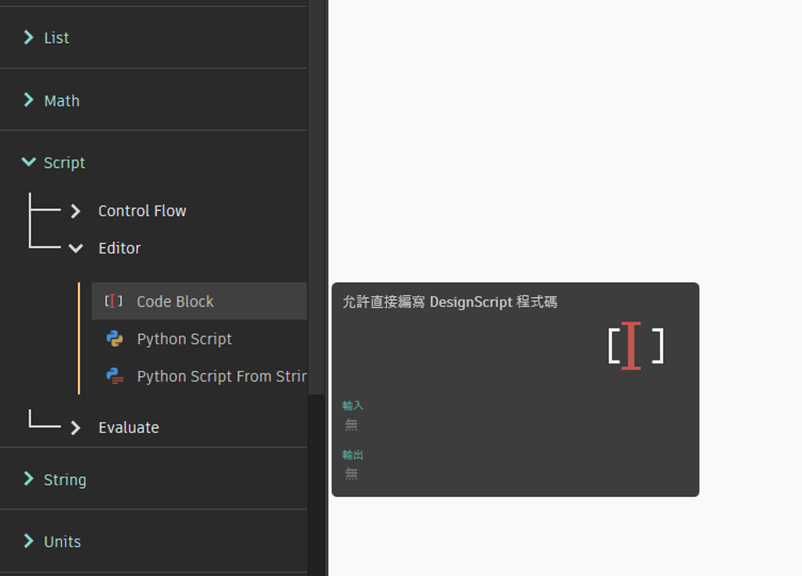 List
Math
Script
Control Flow
Editor
Code Block
Python Script
Python Script From Strin
Evaluate
String
Units
允許直接編寫 DesignScript 程式碼
輸入
無
輸出
無